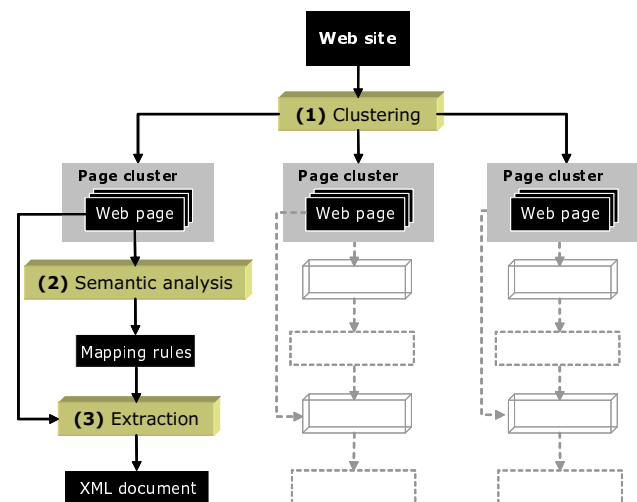 Web site
(1) Clustering
Page cluster
Web page
Page cluster
Web page
Page cluster
Web page
(2) Semantic analysis
Mapping rules
(3) Extraction
XML document